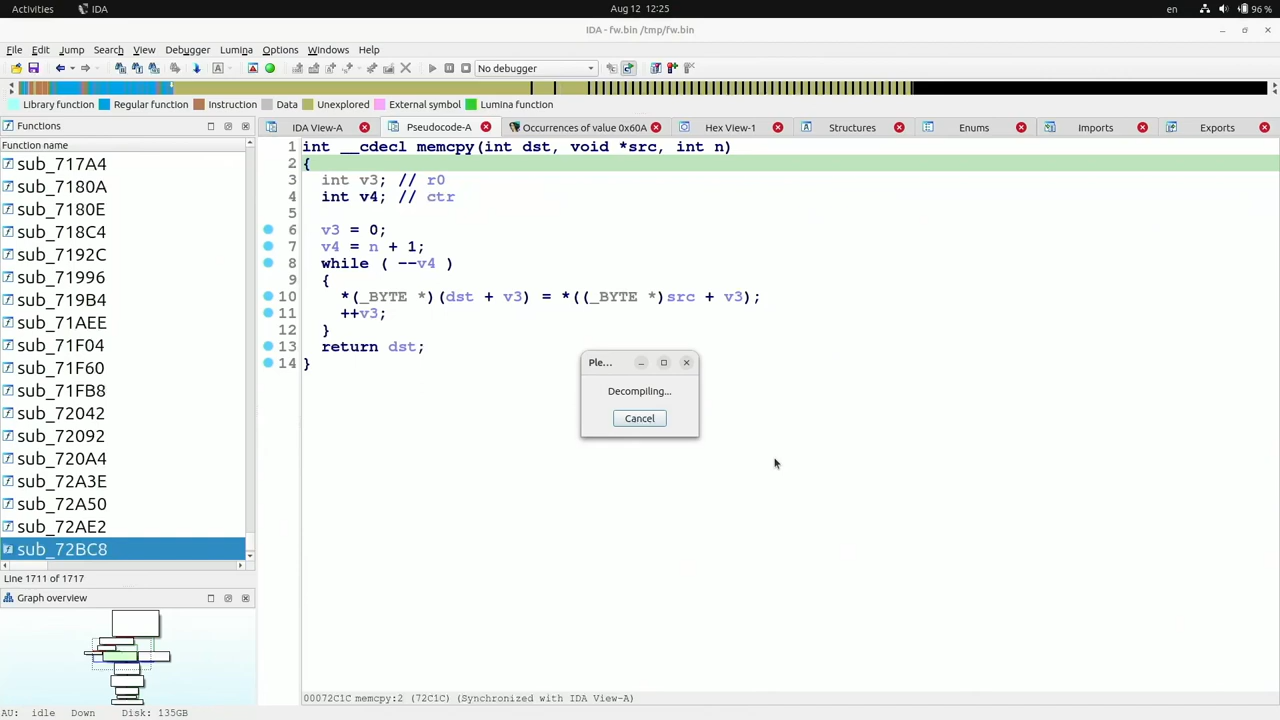 Activities IDA Aug 12 12:25 en 96 %
IDA - fw.bin /tmp/fw.bin
File Edit Jump Search View Debugger Lumina Options Windows Help
No debugger
Library function Regular function Instruction Data Unexplored External symbol Lumina function
Functions
IDA View-A Pseudocode-A Occurrences of value 0x60A Hex View-1 Structures Enums Imports Exports
Function name
sub_717A4
sub_7180A
sub_7180E
sub_718C4
sub_7192C
sub_71996
sub_719B4
sub_71AEE
sub_71F04
sub_71F60
sub_71FB8
sub_72042
sub_72092
sub_720A4
sub_72A3E
sub_72A50
sub_72AE2
sub_72BC8
Line 1711 of 1717
Graph overview
1 int __cdecl memcpy(int dst, void *src, int n)
2 {
3 int v3; // r0
4 int v4; // ctr
5
6 v3 = 0;
7 v4 = n + 1;
8 while ( --v4 )
9 {
10 *(_BYTE *)(dst + v3) = *((_BYTE *)src + v3);
11 ++v3;
12 }
13 return dst;
14 }
Ple...
Decompiling...
Cancel
00072C1C memcpy:2 (72C1C) (Synchronized with IDA View-A)
AU: idle Down Disk: 135GB